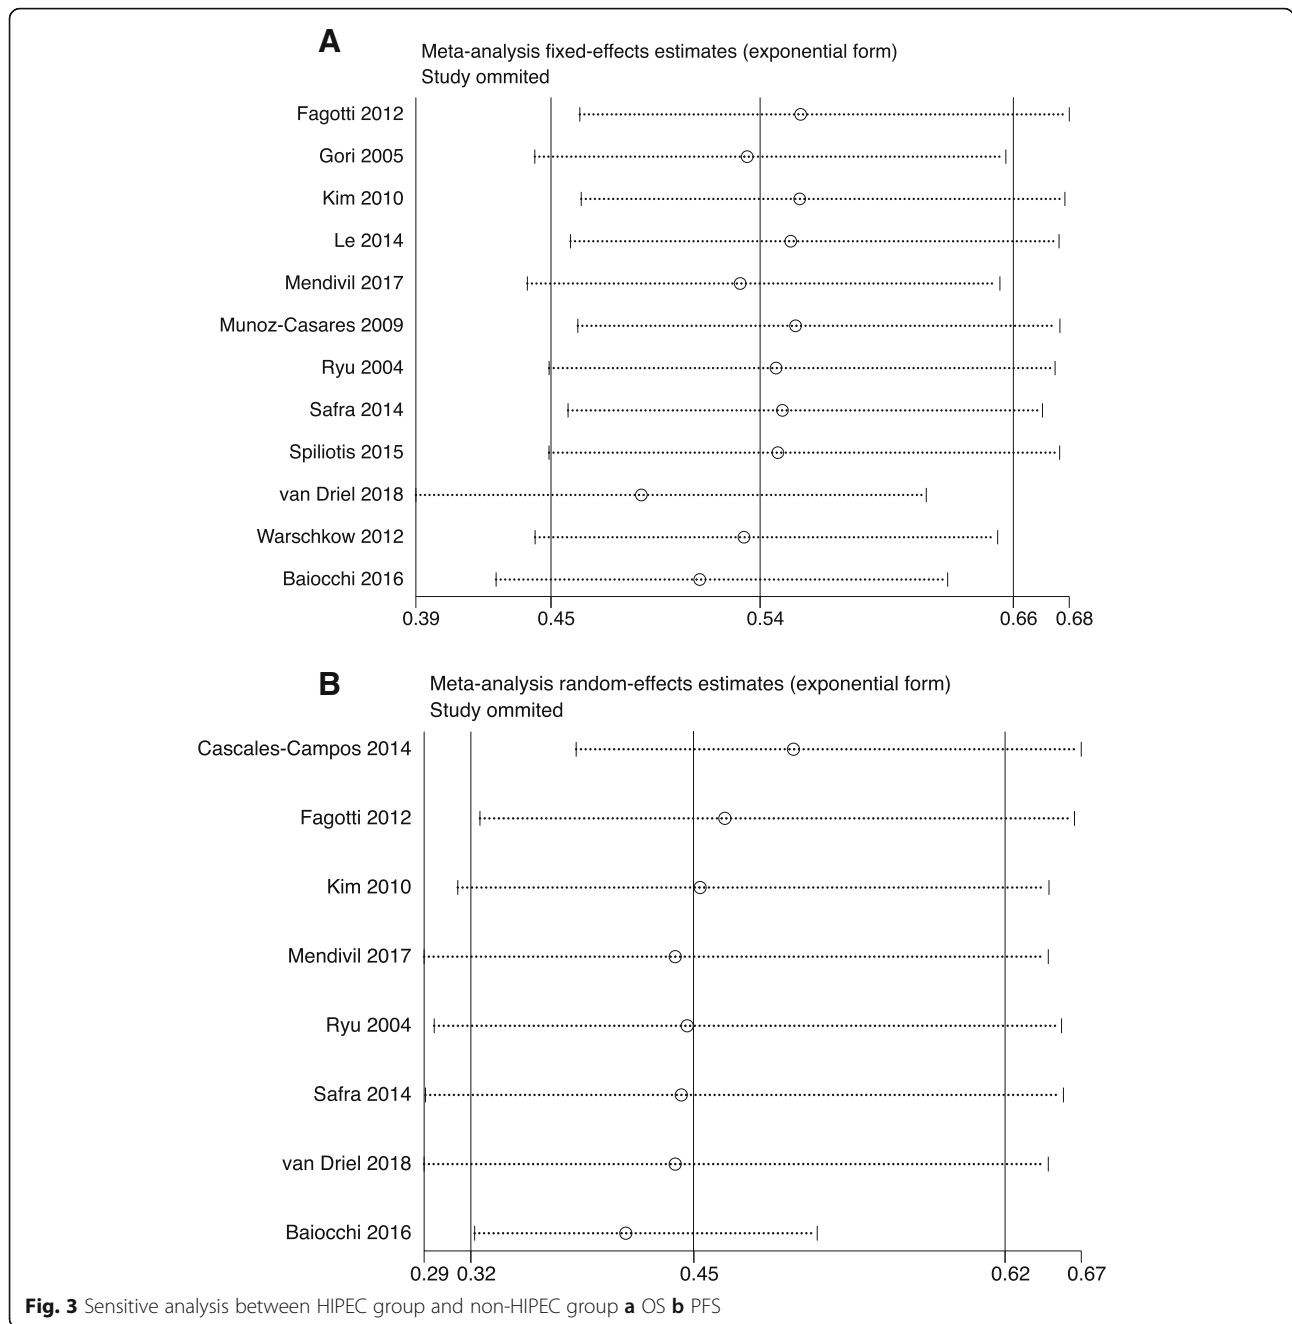 A
Meta-analysis fixed-effects estimates (exponential form)
Study ommited
Fagotti 2012
Gori 2005
Kim 2010
Le 2014
Mendivil 2017
Munoz-Casares 2009
Ryu 2004
Safra 2014
Spiliotis 2015
van Driel 2018
Warschkow 2012
Baiocchi 2016
0.39 0.45 0.54 0.66 0.68
B
Meta-analysis random-effects estimates (exponential form)
Study ommited
Cascales-Campos 2014
Fagotti 2012
Kim 2010
Mendivil 2017
Ryu 2004
Safra 2014
van Driel 2018
Baiocchi 2016
0.29 0.32 0.45 0.62 0.67
Fig. 3 Sensitive analysis between HIPEC group and non-HIPEC group a OS b PFS